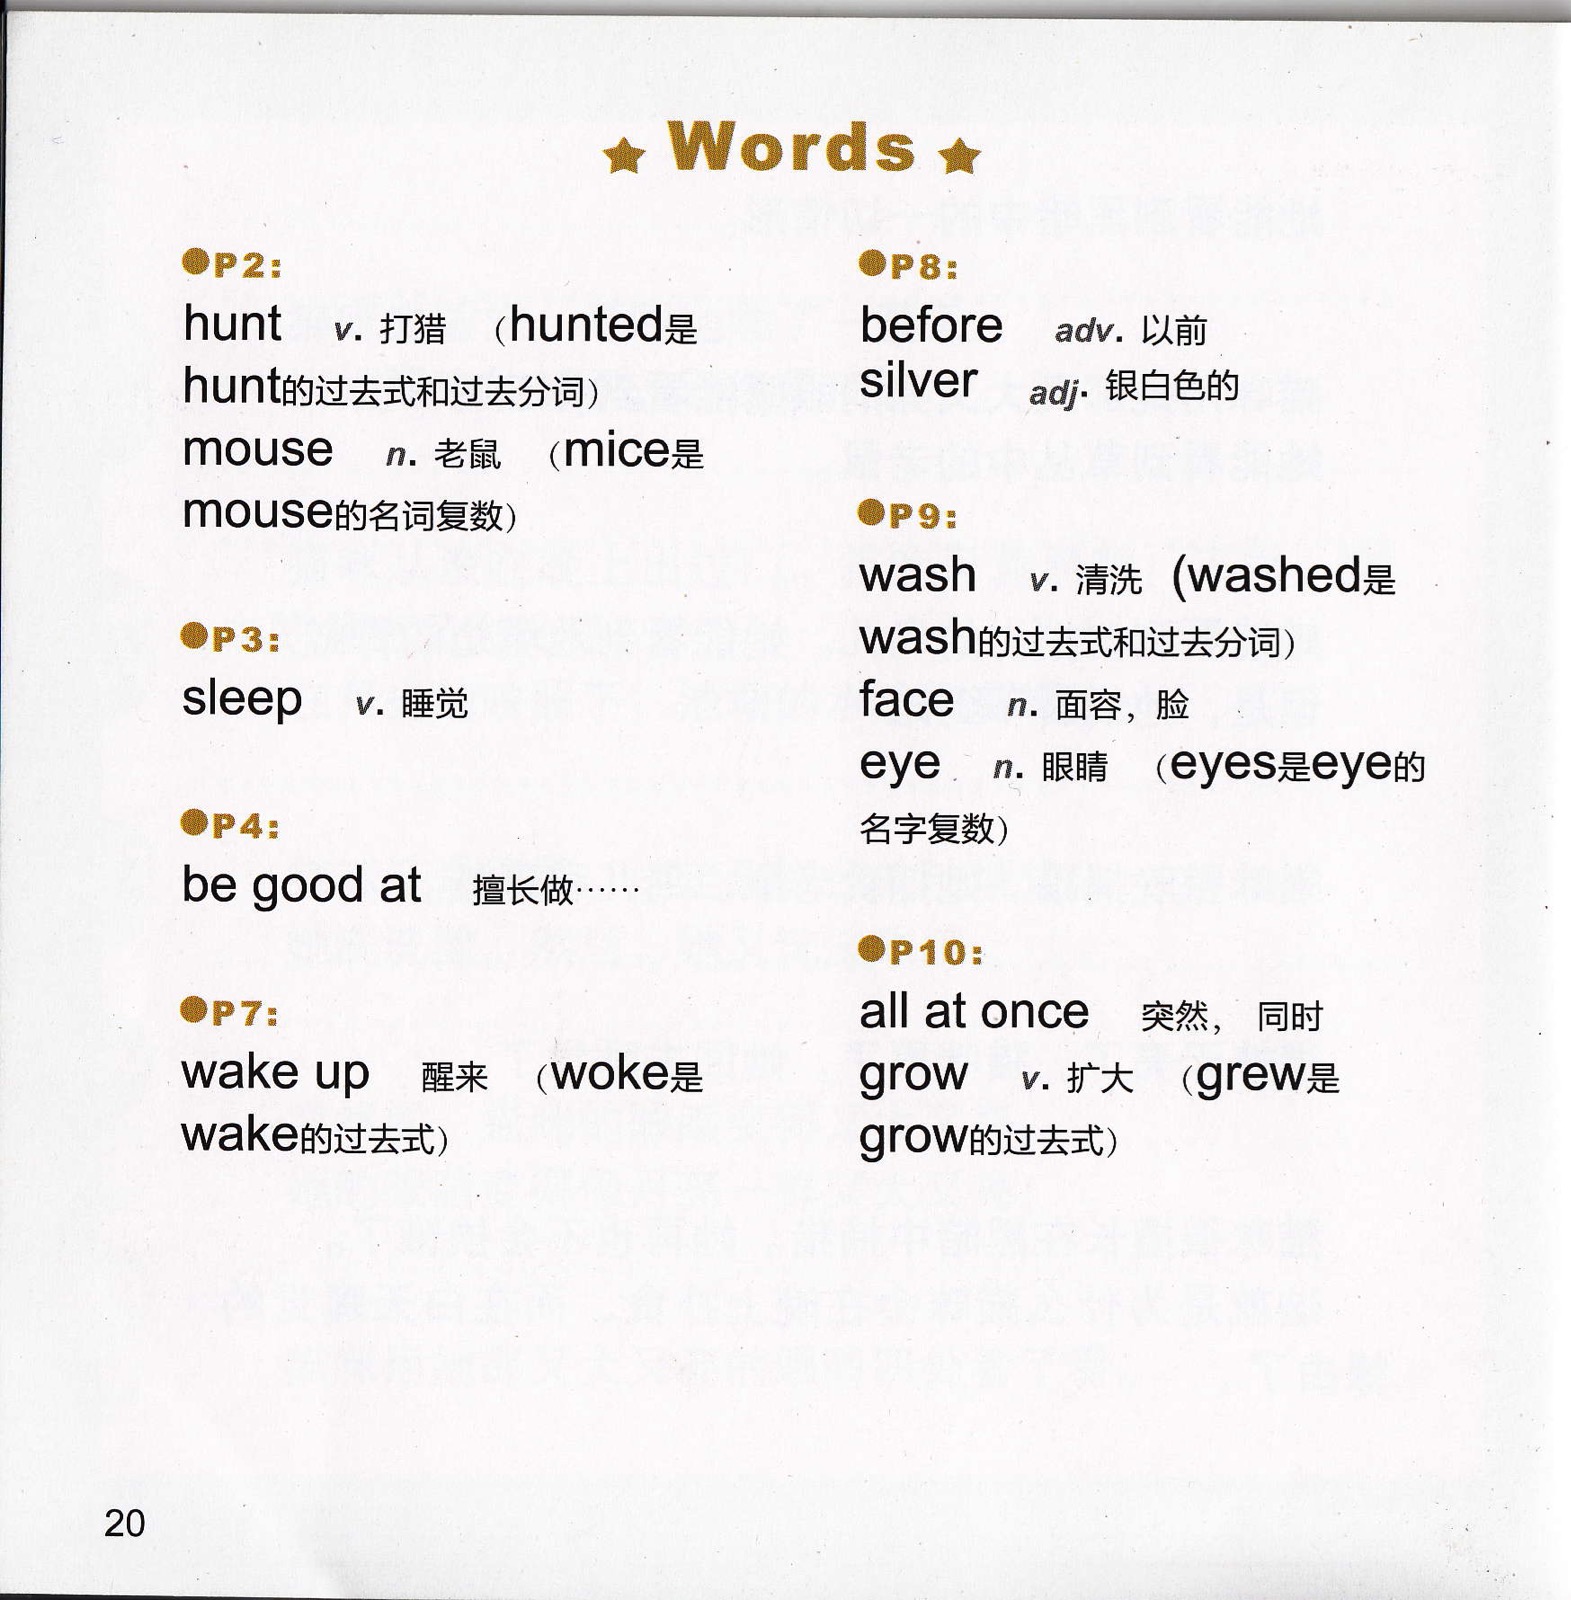 ★ Words ★
●P2:
hunt v. 打猎 （hunted是
hunt的过去式和过去分词）
mouse n. 老鼠 （mice是
mouse的名词复数）
●P3:
sleep v. 睡觉
●P4:
be good at 擅长做……
●P7:
wake up 醒来 （woke是
wake的过去式）
●P8:
before adv. 以前
silver adj. 银白色的
●P9:
wash v. 清洗 (washed是
wash的过去式和过去分词）
face n. 面容，脸
eye n. 眼睛 （eyes是eye的
名字复数）
●P10:
all at once 突然， 同时
grow v. 扩大 （grew是
grow的过去式）
20